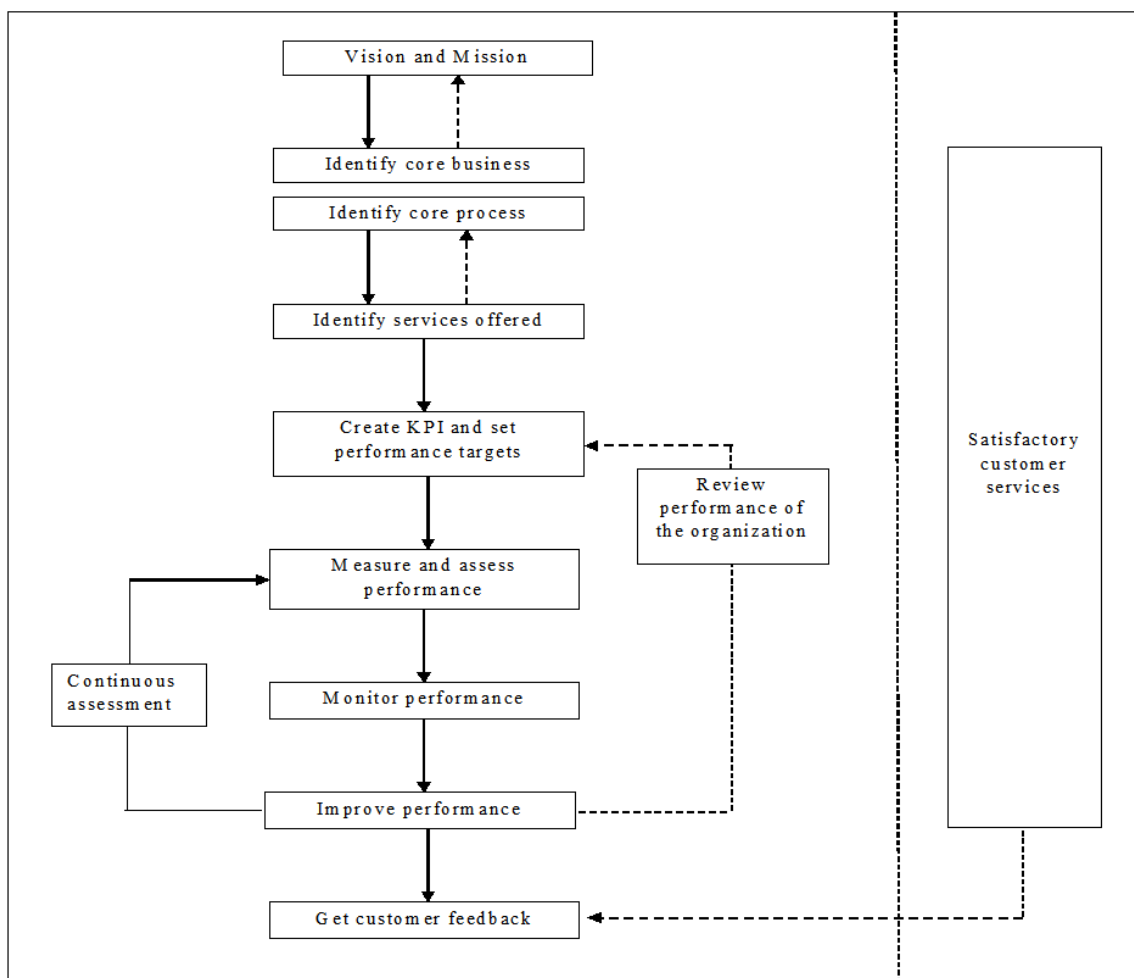 Vision and Mission
Identify core business
Identify core process
Identify services offered
Create KPI and set
performance targets
Review
performance of
the organization
Satisfactory
customer
services
Measure and assess
performance
Continuous
assessment
Monitor performance
Improve performance
Get customer feedback